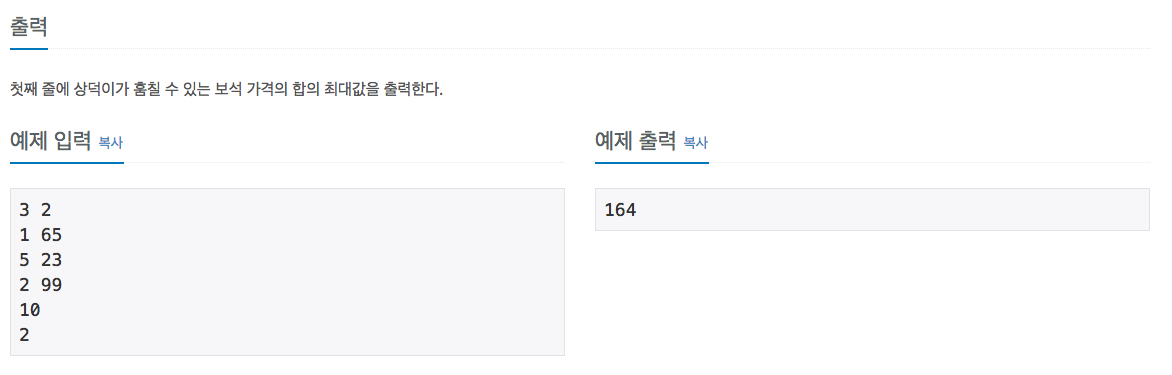 출력
첫째 줄에 상덕이가 훔칠 수 있는 보석 가격의 합의 최대값을 출력한다.
예제 입력 복사
3 2
1 65
5 23
2 99
10
2
예제 출력 복사
164